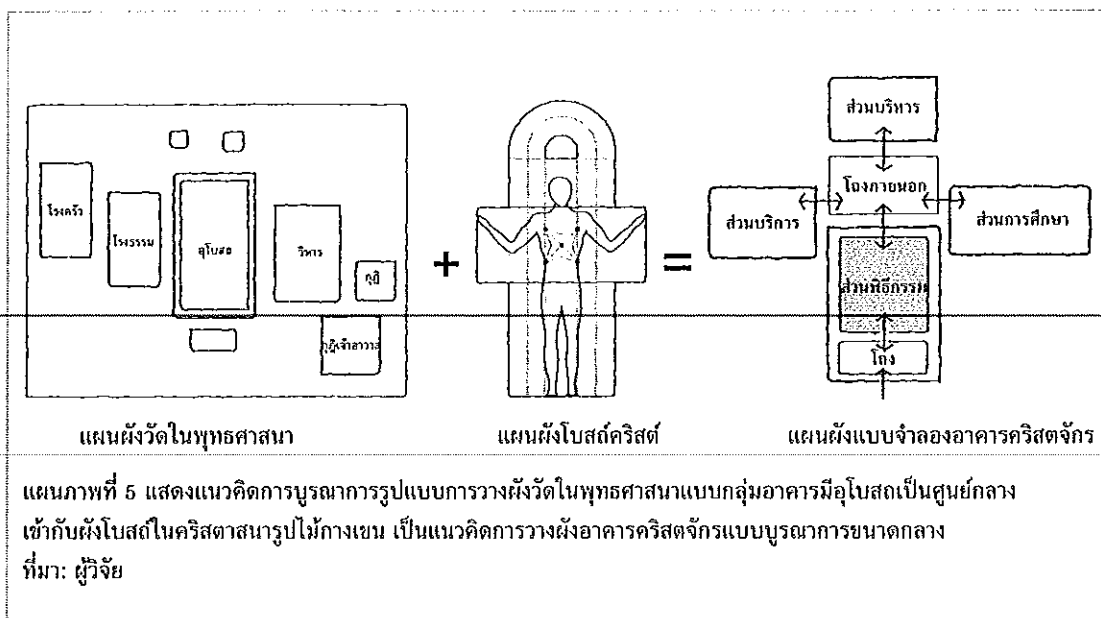 ส่วนบริหาร
โถงภายนอก
ส่วนบริการ
ส่วนการศึกษา
ส่วนพิธีกรรม
โถง
โรงครัว
โรงธรรม
อุโบสถ
วิหาร
กุฏิ
กุฏิเจ้าอาวาส
+
=
แผนผังวัดในพุทธศาสนา
แผนผังโบสถ์คริสต์
แผนผังแบบจำลองอาคารคริสตจักร
แผนภาพที่ 5 แสดงแนวคิดการบูรณาการรูปแบบการวางผังวัดในพุทธศาสนาแบบกลุ่มอาคารมีอุโบสถเป็นศูนย์กลาง
เข้ากับผังโบสถ์ในคริสตาสนารูปไม้กางเขน เป็นแนวคิดการวางผังอาคารคริสตจักรแบบบูรณาการขนาดกลาง
ที่มา: ผู้วิจัย